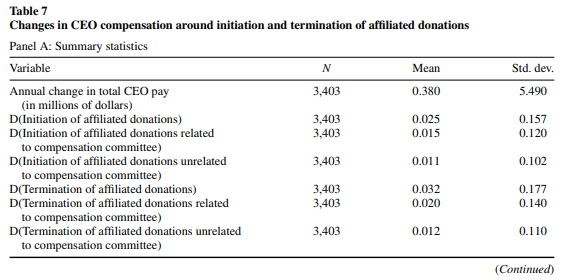 Table 7
Changes in CEO compensation around initiation and termination of affiliated donations
Panel A: Summary statistics
Variable N Mean Std. dev.
Annual change in total CEO pay 3,403 0.380 5.490
(in millions of dollars)
D(Initiation of affiliated donations) 3,403 0.025 0.157
D(Initiation of affiliated donations related 3,403 0.015 0.120
to compensation committee)
D(Initiation of affiliated donations unrelated 3,403 0.011 0.102
to compensation committee)
D(Termination of affiliated donations) 3,403 0.032 0.177
D(Termination of affiliated donations related 3,403 0.020 0.140
to compensation committee)
D(Termination of affiliated donations unrelated 3,403 0.012 0.110
to compensation committee)
(Continued)